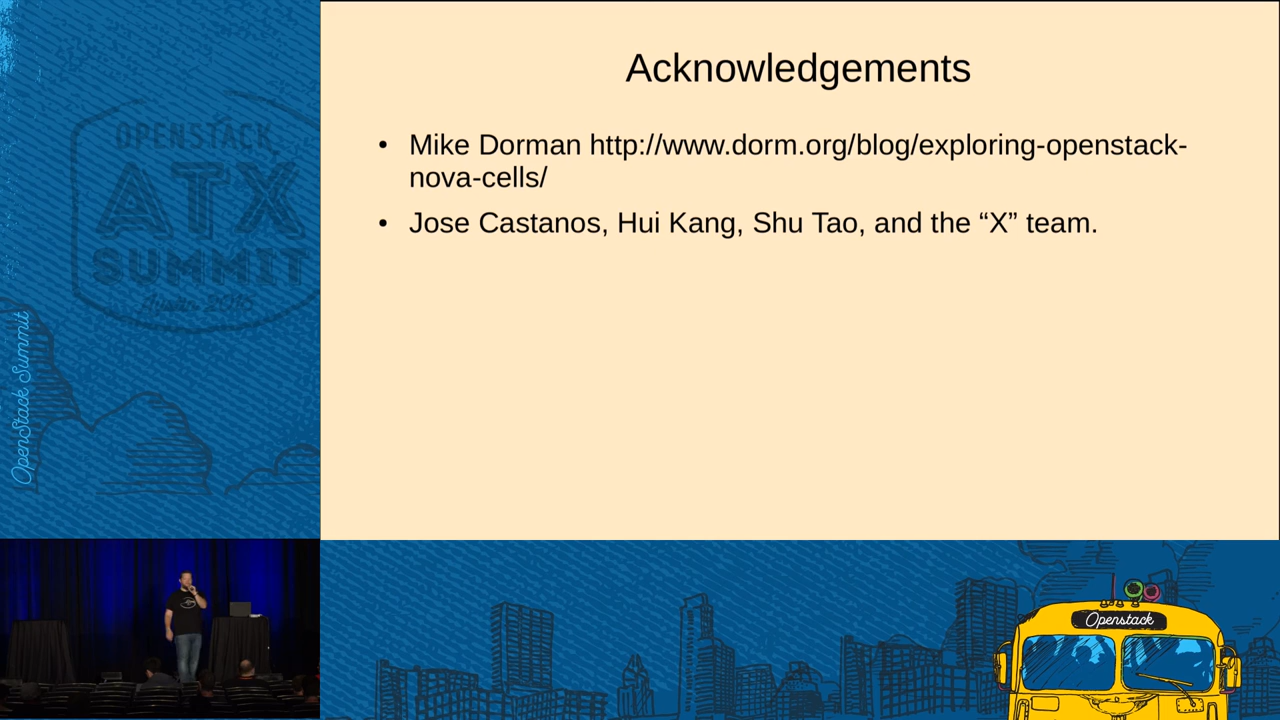 Acknowledgements
• Mike Dorman http://www.dorm.org/blog/exploring-openstack-
nova-cells/
• Jose Castanos, Hui Kang, Shu Tao, and the “X” team.
OPENSTACK
ATX
SUMMIT
Austin 2016
OpenStack Summit
Openstack